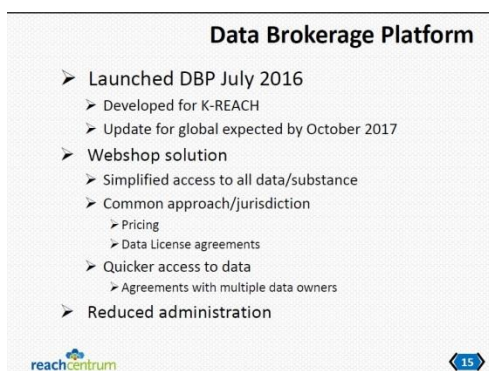 Data Brokerage Platform
➤ Launched DBP July 2016
➤ Developed for K-REACH
➤ Update for global expected by October 2017
➤ Webshop solution
➤ Simplified access to all data/substance
➤ Common approach/jurisdiction
➤ Pricing
➤ Data License agreements
➤ Quicker access to data
➤ Agreements with multiple data owners
➤ Reduced administration
reachcentrum
15